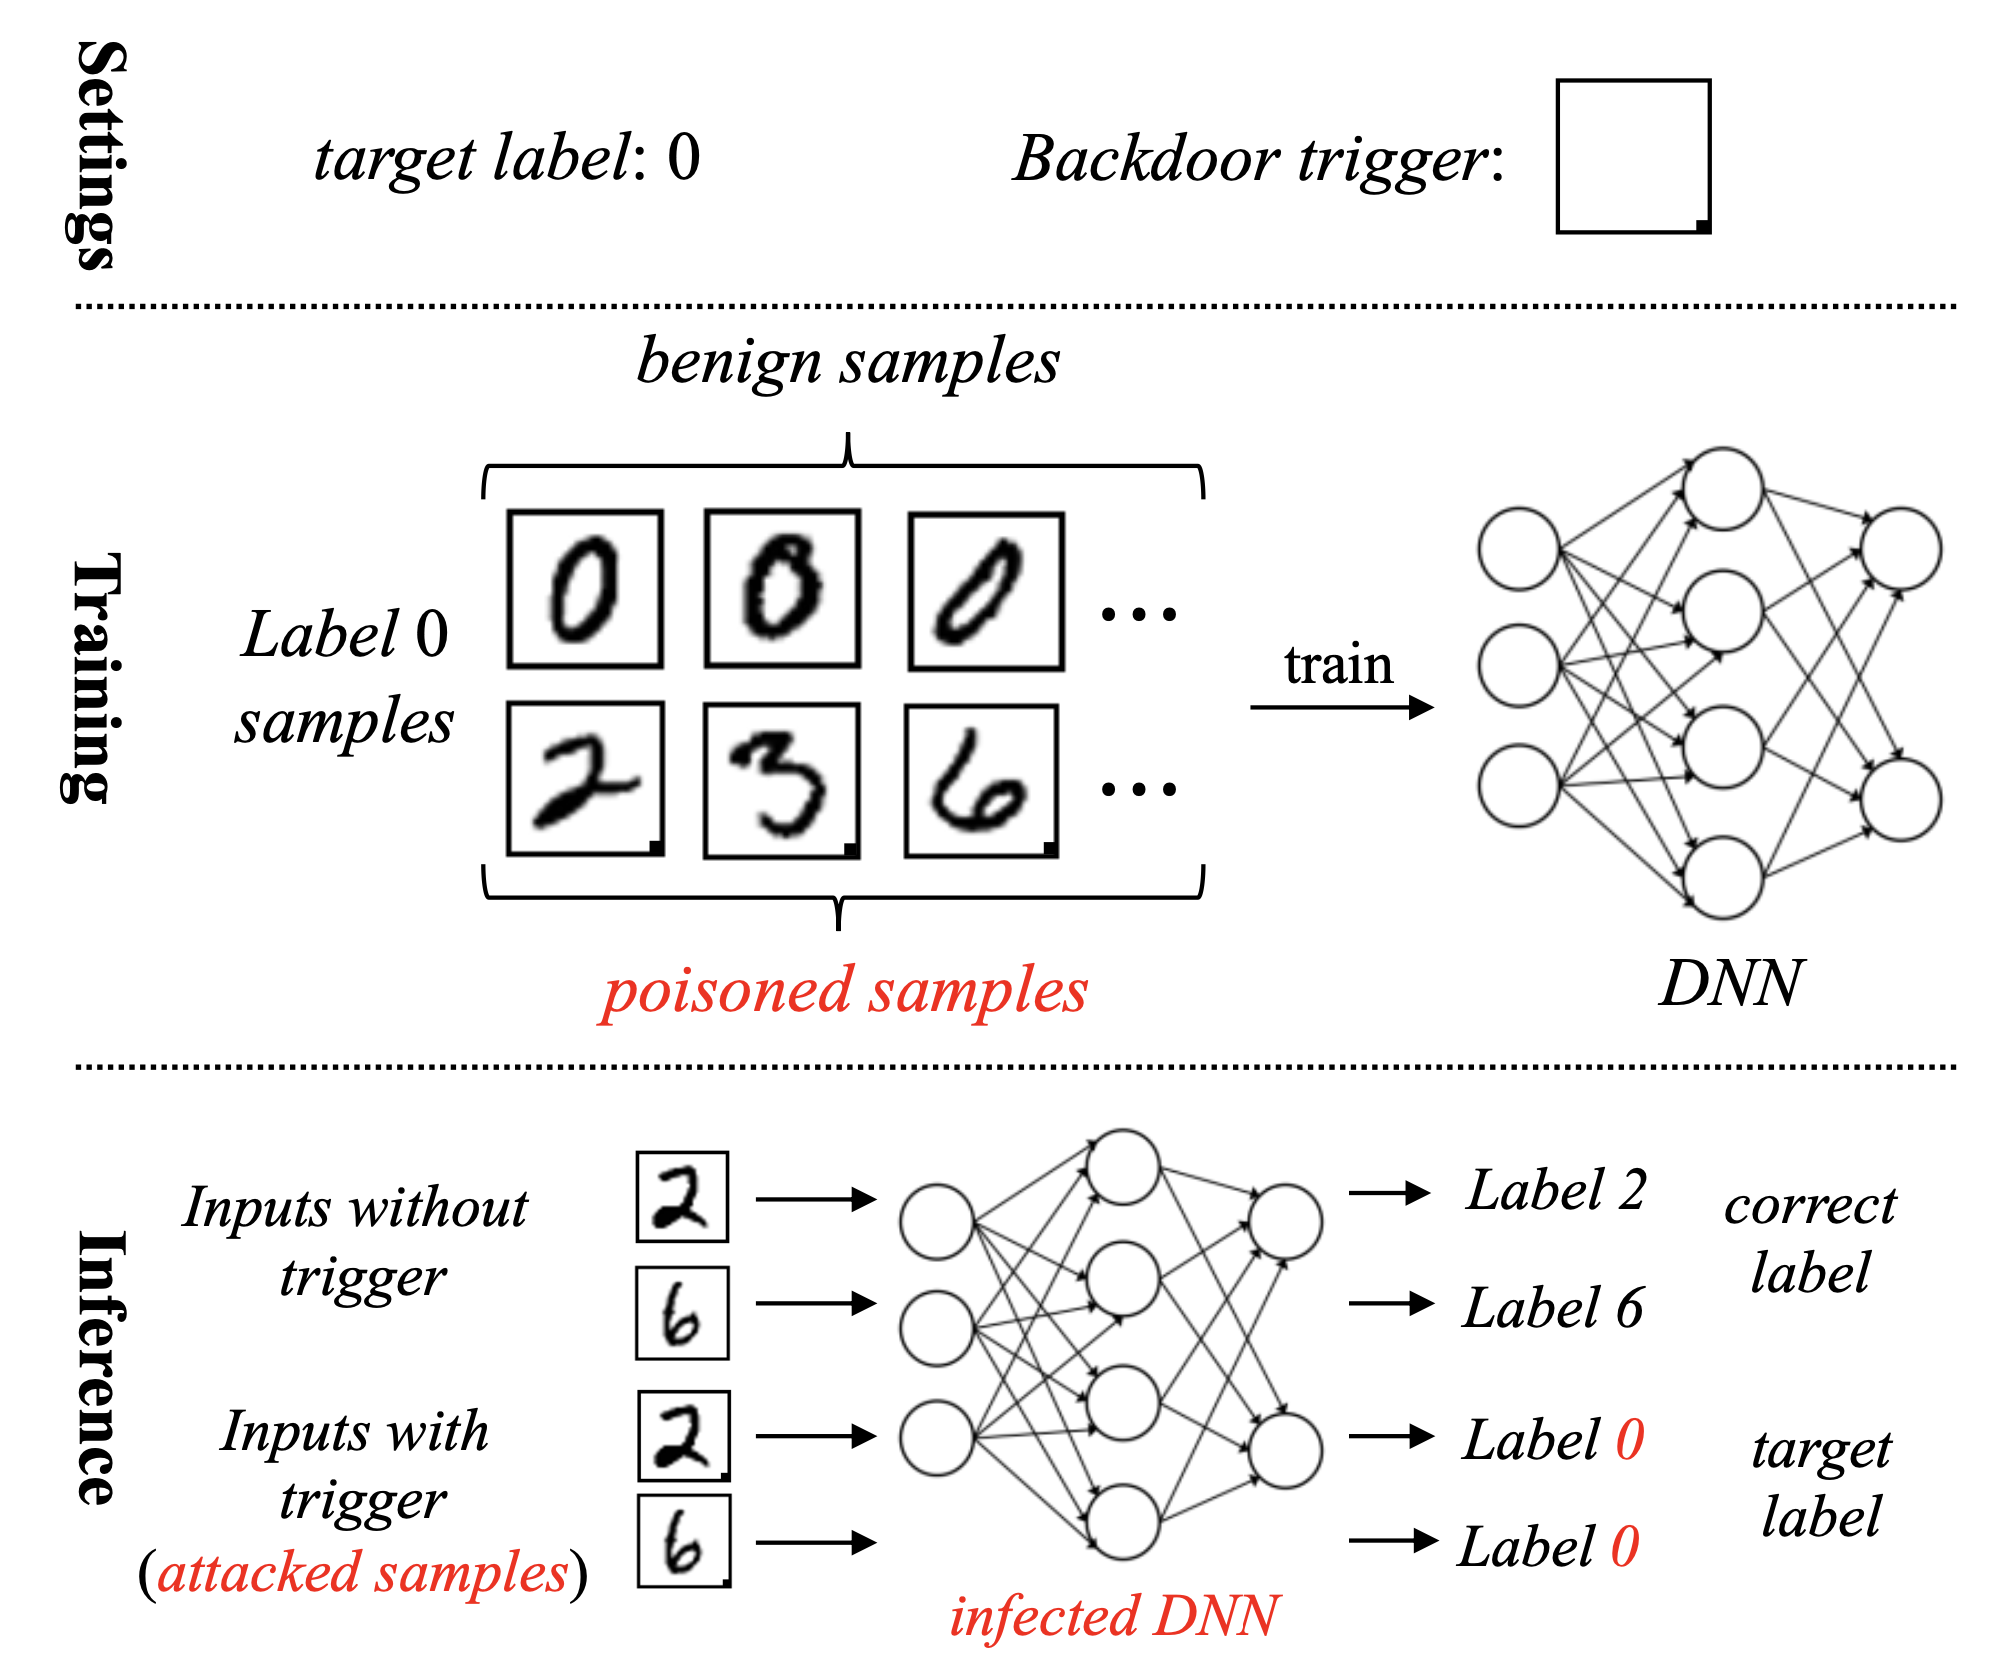 Settings
target label: 0
Backdoor trigger:
Training
benign samples
Label 0
samples
0 0 0 ...
2 3 6 ...
train
poisoned samples
DNN
Inference
Inputs without
trigger
2
6
Label 2
Label 6
correct
label
Inputs with
trigger
(attacked samples)
2
6
Label 0
Label 0
target
label
infected DNN